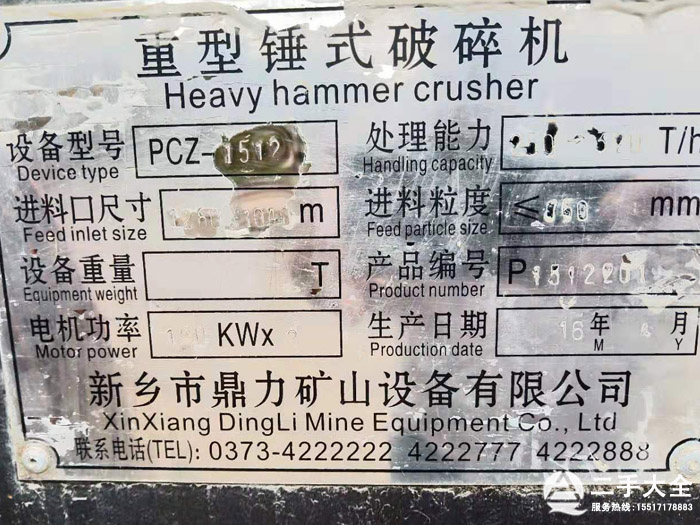 重型锤式破碎机
Heavy hammer crusher
设备型号 PCZ-1512 处理能力 T/h
Device type Handling capacity
进料口尺寸 m 进料粒度 ≤ mm
Feed inlet size Feed particle size
设备重量 T 产品编号 P
Equipment weight Product number
电机功率 KWx 生产日期 16年 月
Motor power Production date M Y
新乡市鼎力矿山设备有限公司
XinXiang DingLi Mine Equipment Co., Ltd
联系电话(TEL): 0373-4222222 4222777 4222888
二手大全
服务热线:15517178883